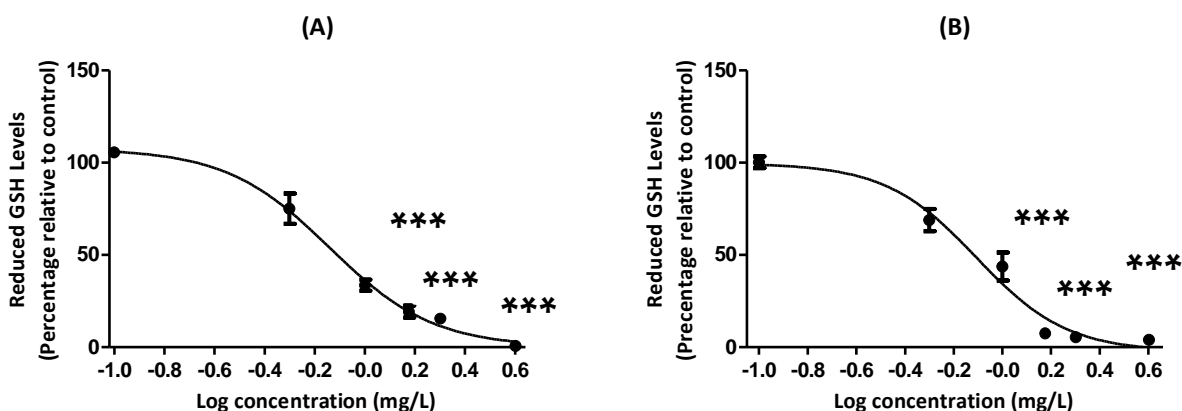 (A)
Reduced GSH Levels
(Percentage relative to control)
150
100
50
0
***
***
***
-1.0 -0.8 -0.6 -0.4 -0.2 -0.0 0.2 0.4 0.6
Log concentration (mg/L)
(B)
Reduced GSH Levels
(Precentage relative to control)
150
100
50
0
***
***
***
-1.0 -0.8 -0.6 -0.4 -0.2 -0.0 0.2 0.4 0.6
Log concentration (mg/L)